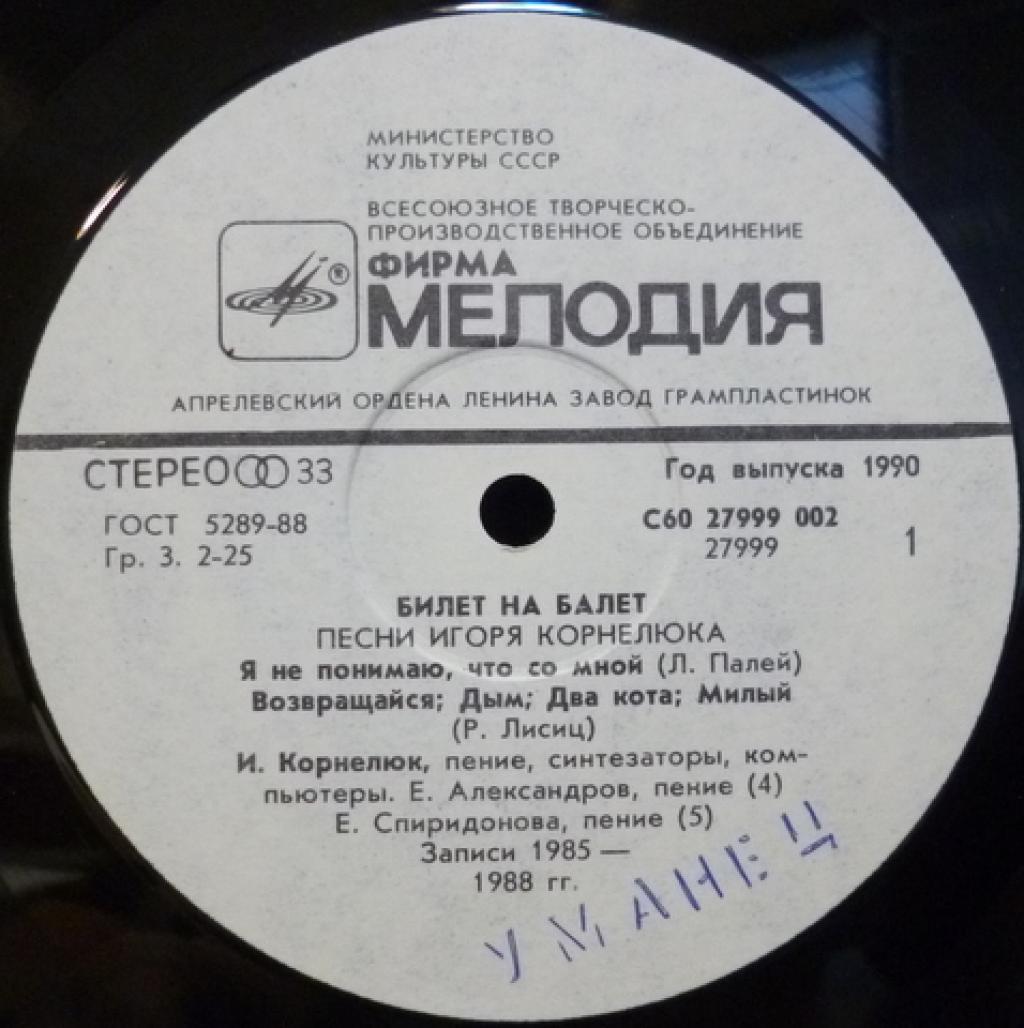 МИНИСТЕРСТВО
КУЛЬТУРЫ СССР
ВСЕСОЮЗНОЕ ТВОРЧЕСКО-
ПРОИЗВОДСТВЕННОЕ ОБЪЕДИНЕНИЕ
®
ФИРМА
МЕЛОДИЯ
АПРЕЛЕВСКИЙ ОРДЕНА ЛЕНИНА ЗАВОД ГРАМПЛАСТИНОК
СТЕРЕО 33
Год выпуска 1990
ГОСТ 5289-88
С60 27999 002
Гр. 3. 2-25
27999
1
БИЛЕТ НА БАЛЕТ
ПЕСНИ ИГОРЯ КОРНЕЛЮКА
Я не понимаю, что со мной (Л. Палей)
Возвращайся; Дым; Два кота; Милый
(Р. Лисиц)
И. Корнелюк, пение, синтезаторы, ком-
пьютеры. Е. Александров, пение (4)
Е. Спиридонова, пение (5)
Записи 1985 —
1988 гг.
УМАНЕЦ